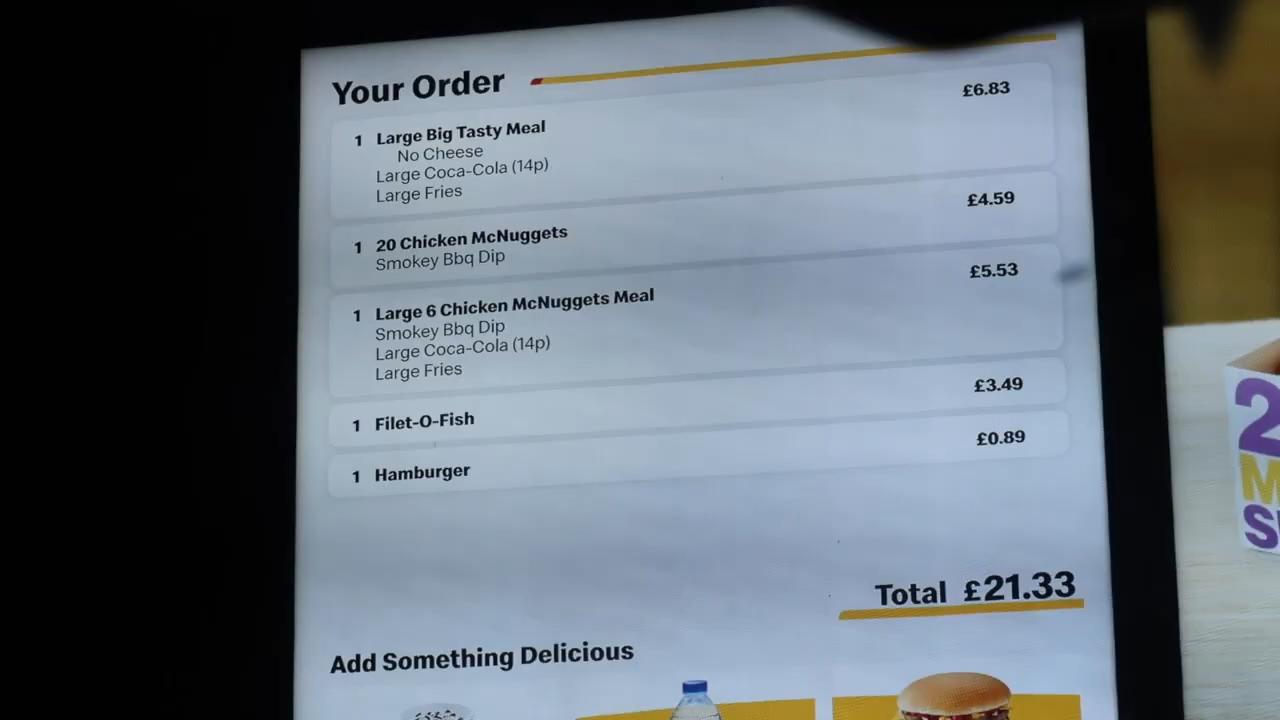 Your Order
1 Large Big Tasty Meal £6.83
No Cheese
Large Coca-Cola (14p)
Large Fries
1 20 Chicken McNuggets £4.59
Smokey Bbq Dip
1 Large 6 Chicken McNuggets Meal £5.53
Smokey Bbq Dip
Large Coca-Cola (14p)
Large Fries
1 Filet-O-Fish £3.49
1 Hamburger £0.89
Total £21.33
Add Something Delicious
2